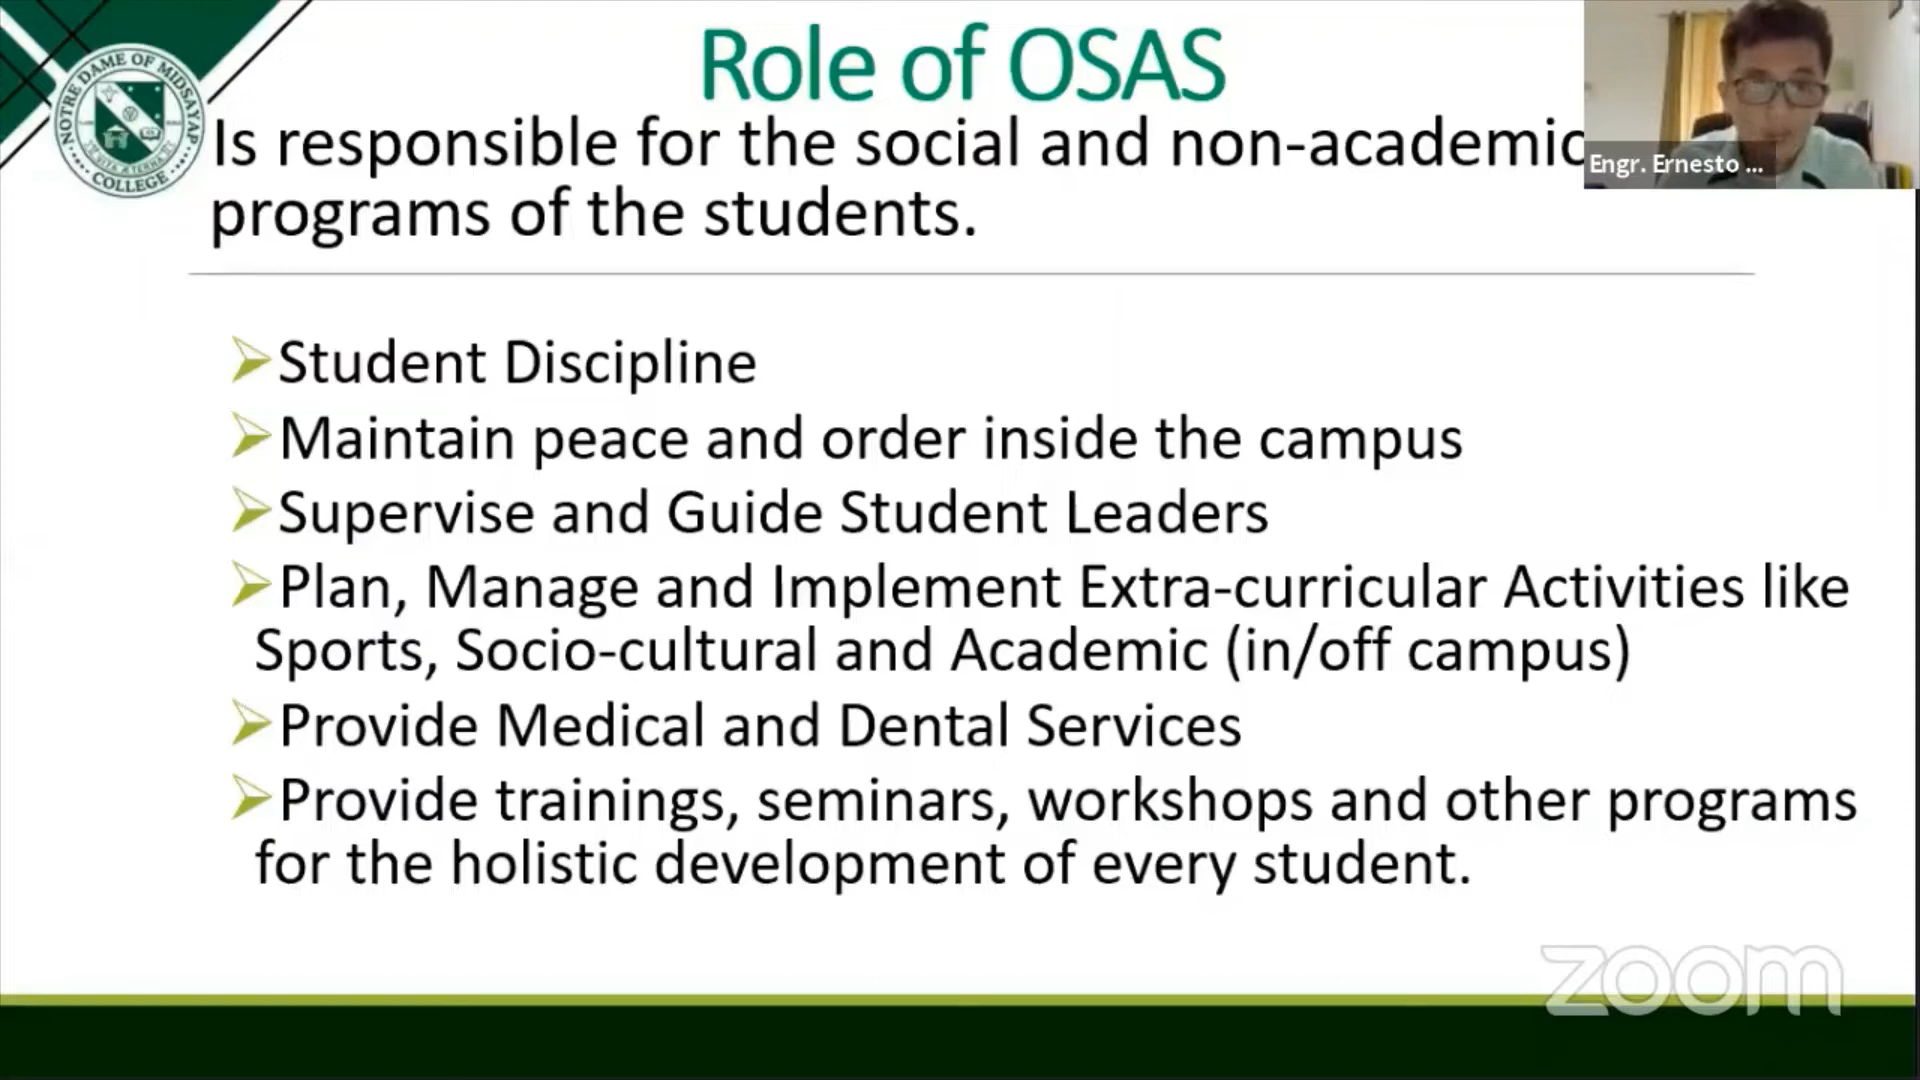 Role of OSAS
Is responsible for the social and non-academic
programs of the students.
NOTRE DAME OF MIDSAYAP
COLLEGE
Engr. Ernesto ...
Student Discipline
Maintain peace and order inside the campus
Supervise and Guide Student Leaders
Plan, Manage and Implement Extra-curricular Activities like
Sports, Socio-cultural and Academic (in/off campus)
Provide Medical and Dental Services
Provide trainings, seminars, workshops and other programs
for the holistic development of every student.
zoom